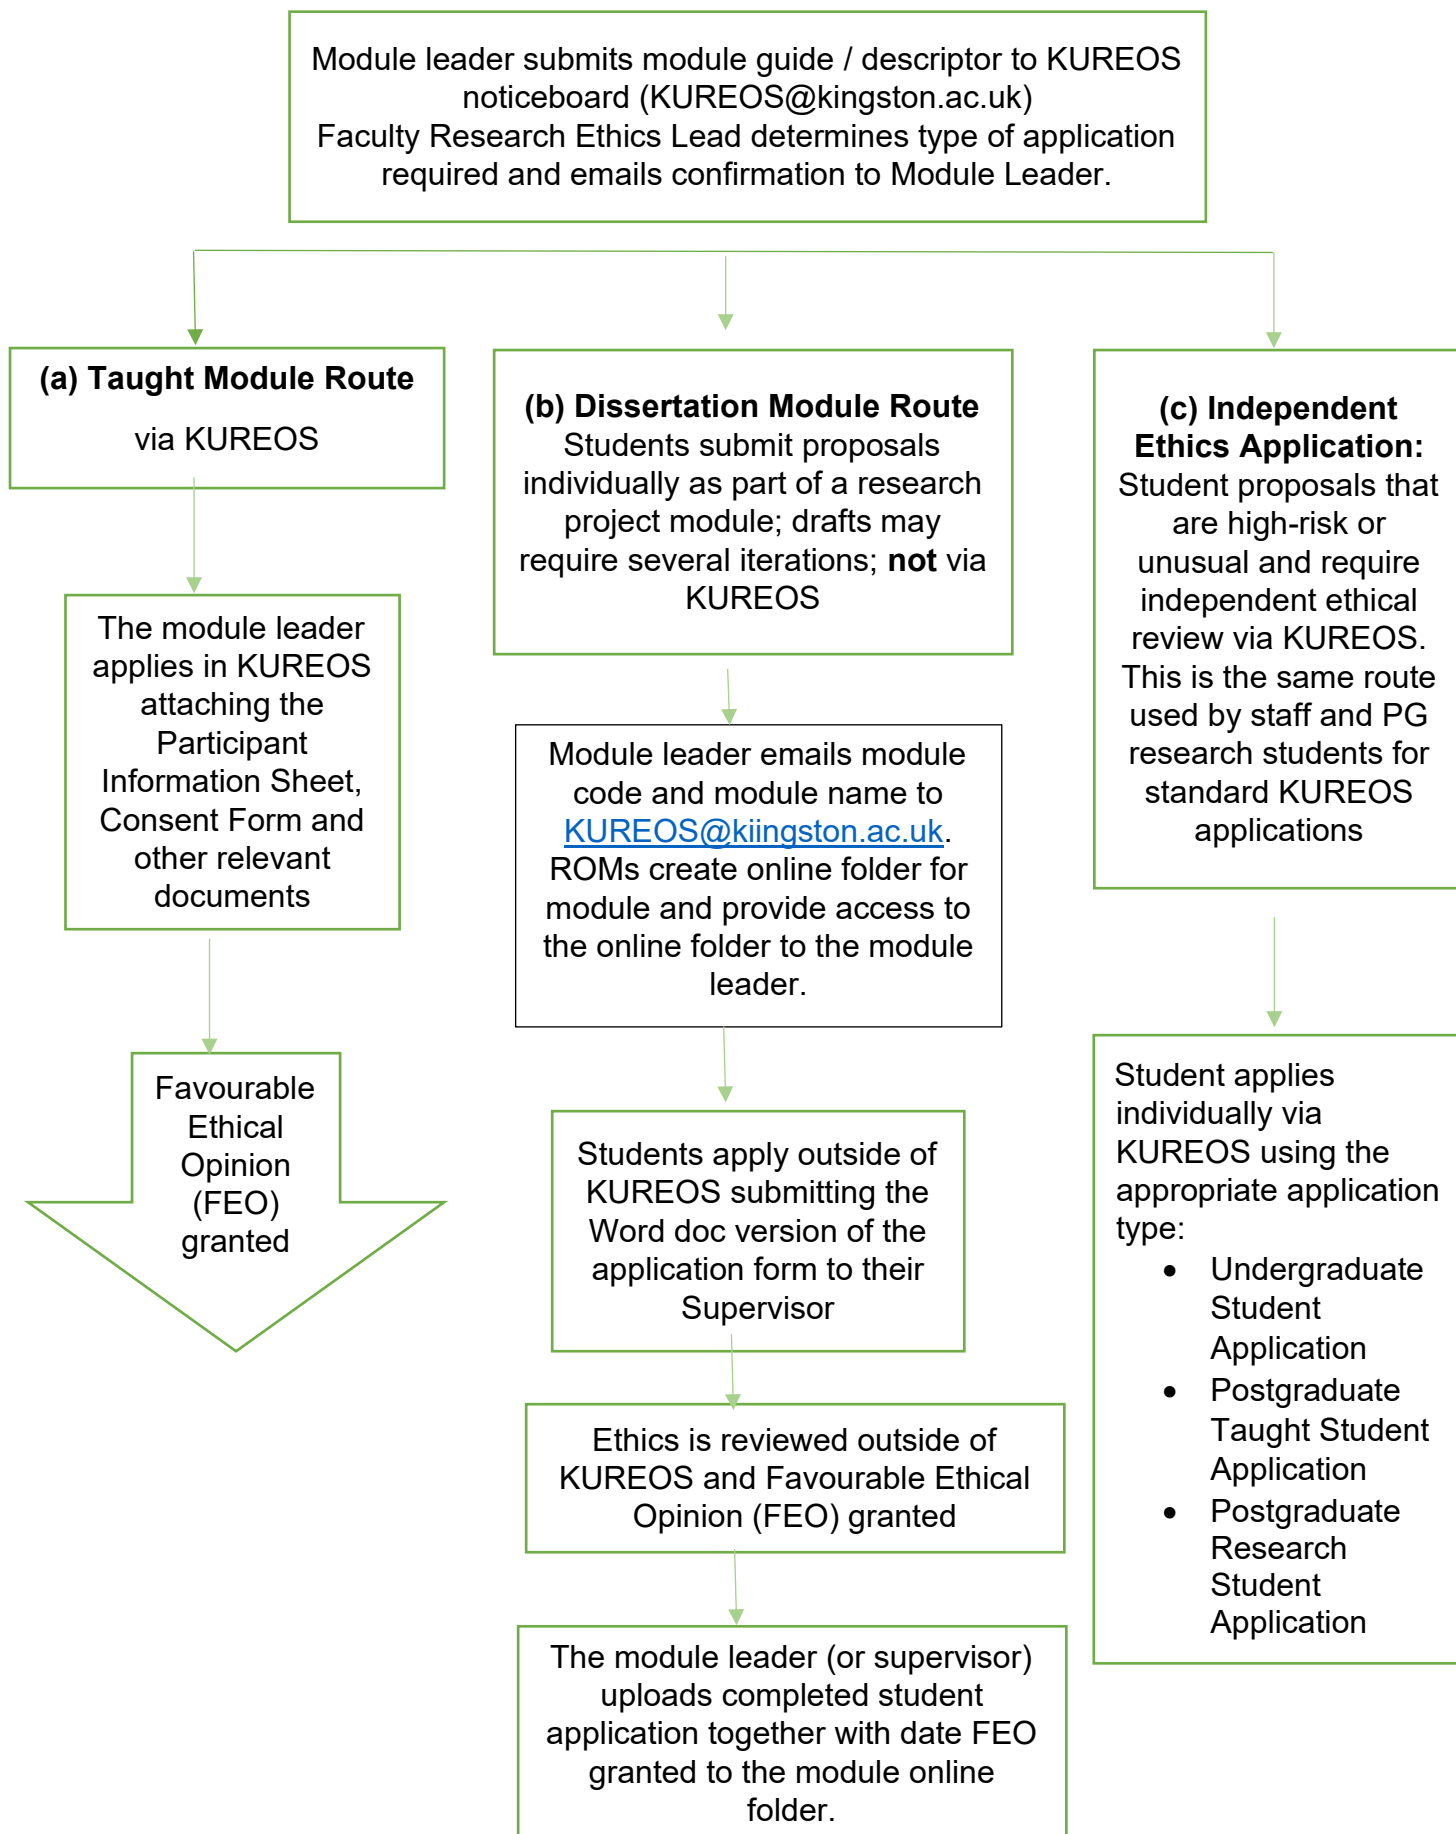 Module leader submits module guide / descriptor to KUREOS
noticeboard (KUREOS@kingston.ac.uk)
Faculty Research Ethics Lead determines type of application
required and emails confirmation to Module Leader.
(a) Taught Module Route
via KUREOS
The module leader
applies in KUREOS
attaching the
Participant
Information Sheet,
Consent Form and
other relevant
documents
Favourable
Ethical
Opinion
(FEO)
granted
(b) Dissertation Module Route
Students submit proposals
individually as part of a research
project module; drafts may
require several iterations; not via
KUREOS
Module leader emails module
code and module name to
KUREOS@kiingston.ac.uk.
ROMs create online folder for
module and provide access to
the online folder to the module
leader.
Students apply outside of
KUREOS submitting the
Word doc version of the
application form to their
Supervisor
Ethics is reviewed outside of
KUREOS and Favourable Ethical
Opinion (FEO) granted
The module leader (or supervisor)
uploads completed student
application together with date FEO
granted to the module online
folder.
(c) Independent
Ethics Application:
Student proposals that
are high-risk or
unusual and require
independent ethical
review via KUREOS.
This is the same route
used by staff and PG
research students for
standard KUREOS
applications
Student applies
individually via
KUREOS using the
appropriate application
type:
• Undergraduate
Student
Application
• Postgraduate
Taught Student
Application
• Postgraduate
Research
Student
Application